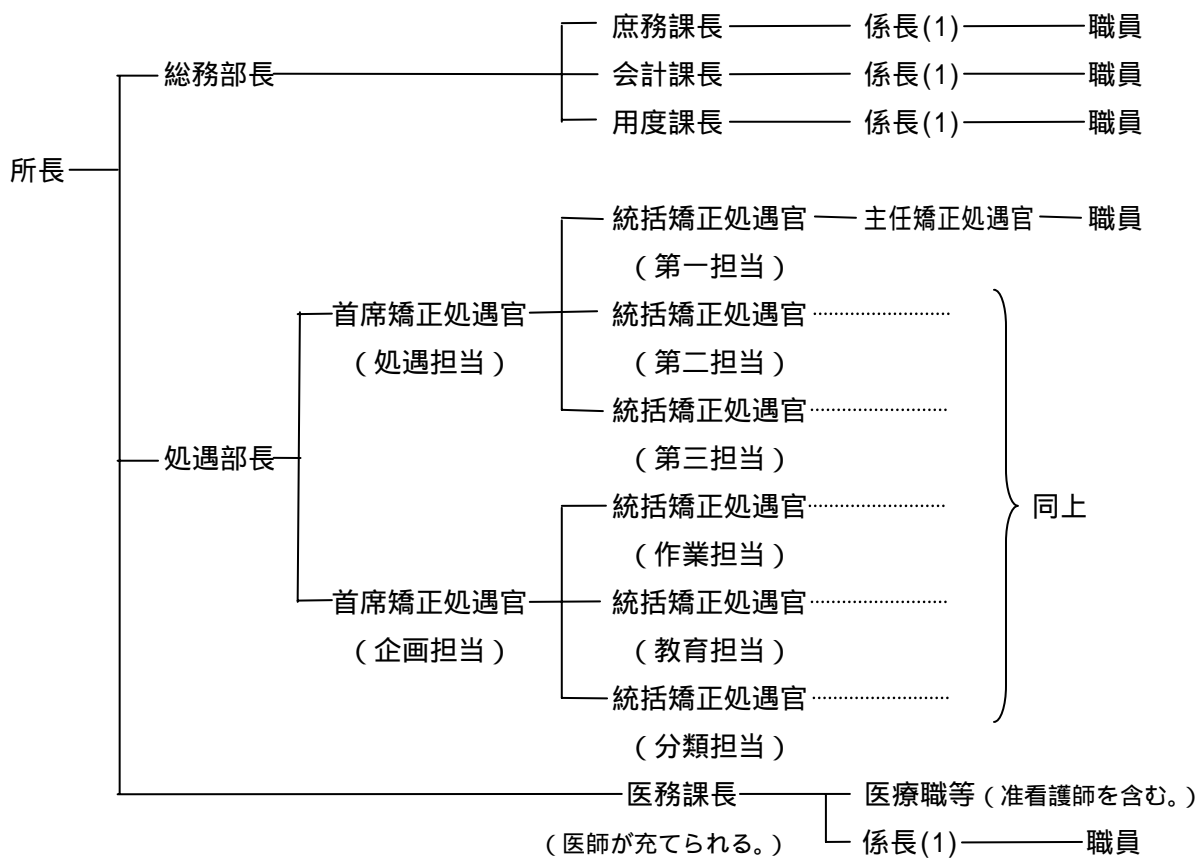 庶務課長 係長(1) 職員
総務部長 会計課長 係長(1) 職員
用度課長 係長(1) 職員
所長
統括矯正処遇官 主任矯正処遇官 職員
(第一担当)
首席矯正処遇官 統括矯正処遇官
(処遇担当) (第二担当)
統括矯正処遇官
処遇部長 (第三担当)
統括矯正処遇官 同上
(作業担当)
首席矯正処遇官 統括矯正処遇官
(企画担当) (教育担当)
統括矯正処遇官
(分類担当)
医務課長 医療職等(准看護師を含む。)
(医師が充てられる。) 係長(1) 職員